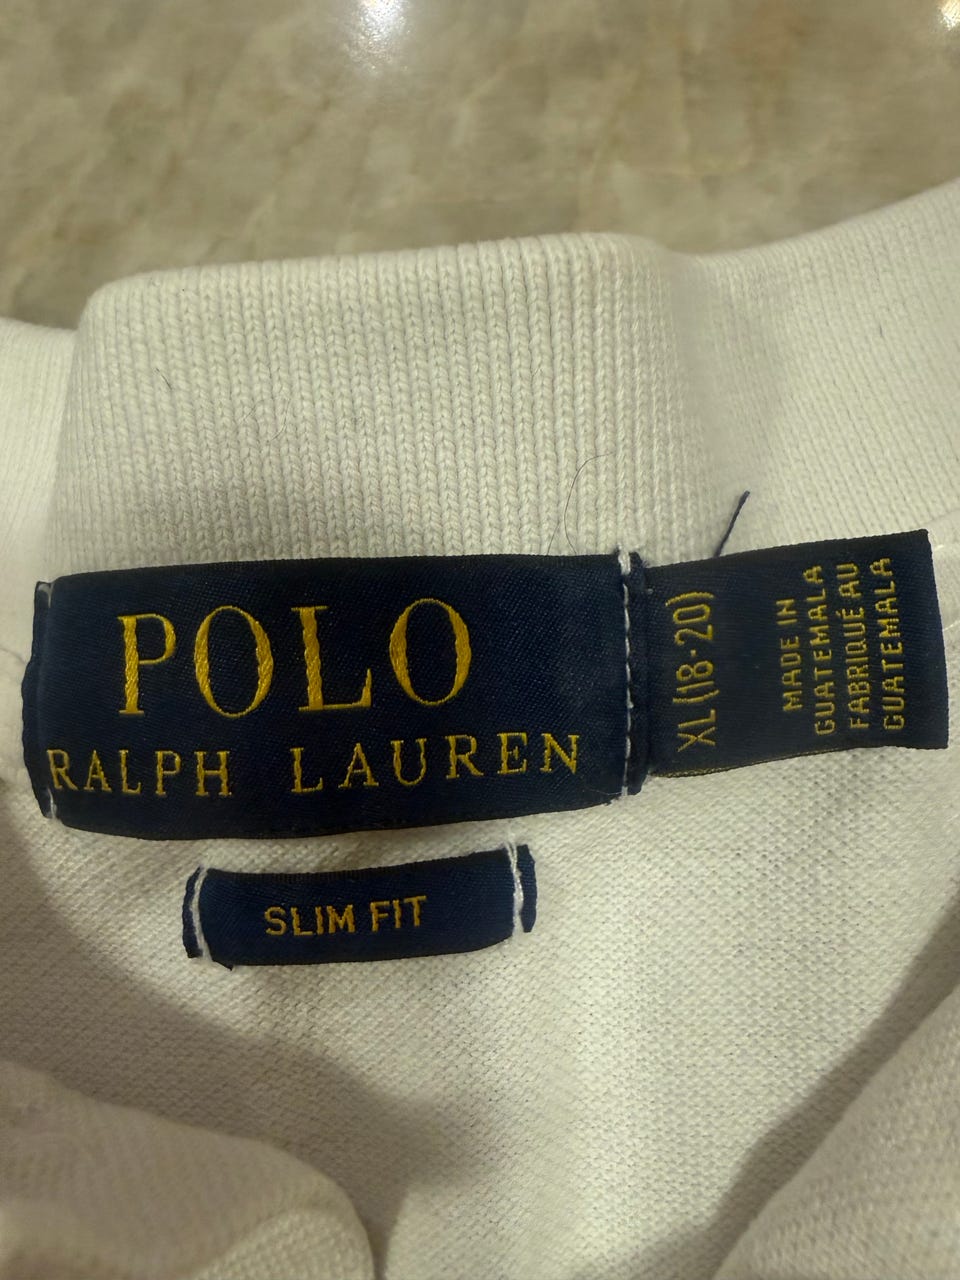 POLO
RALPH LAUREN
XL(18-20)
MADE IN
GUATEMALA
FABRIQUÉ AU
GUATEMALA
SLIM FIT